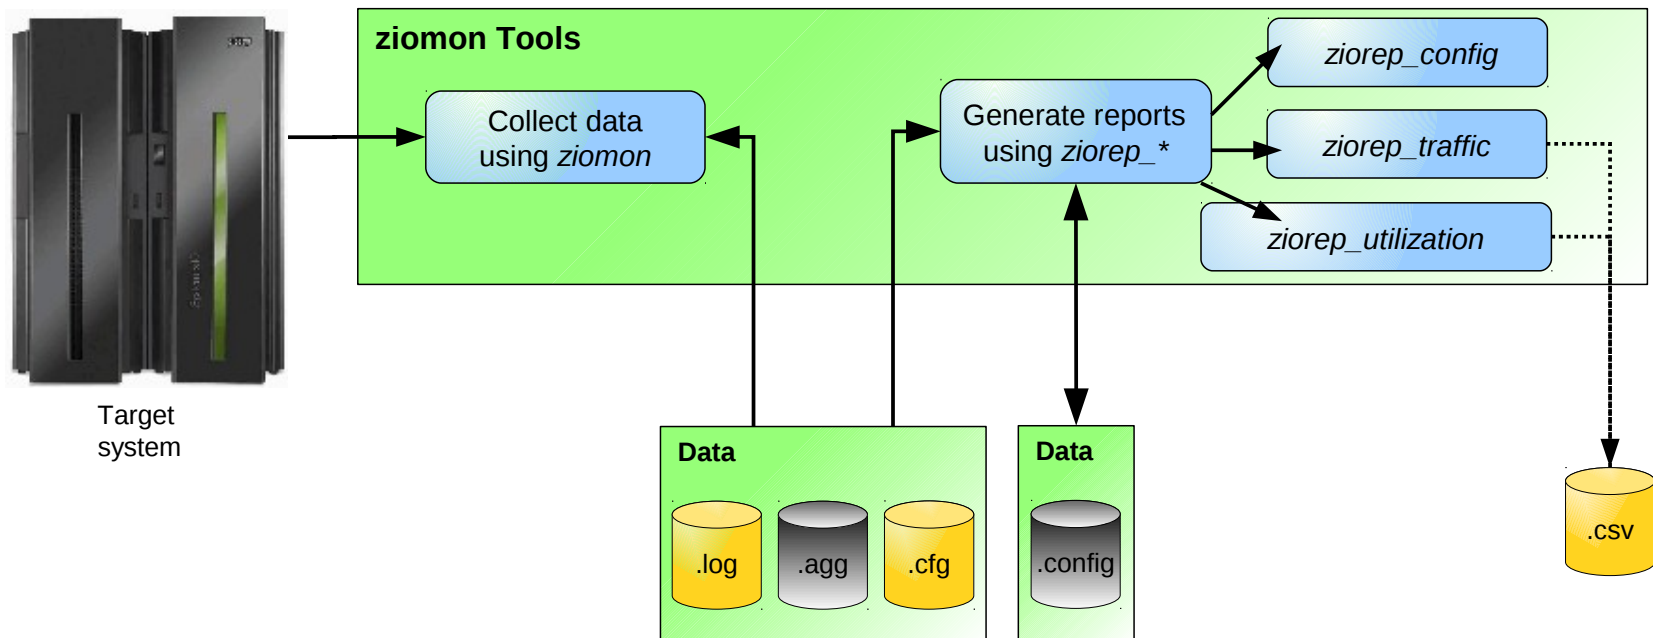 ziomon Tools
Collect data
using ziomon
Generate reports
using ziorep_*
ziorep_config
ziorep_traffic
ziorep_utilization
Target
system
Data
.log
.agg
.cfg
Data
.config
.csv